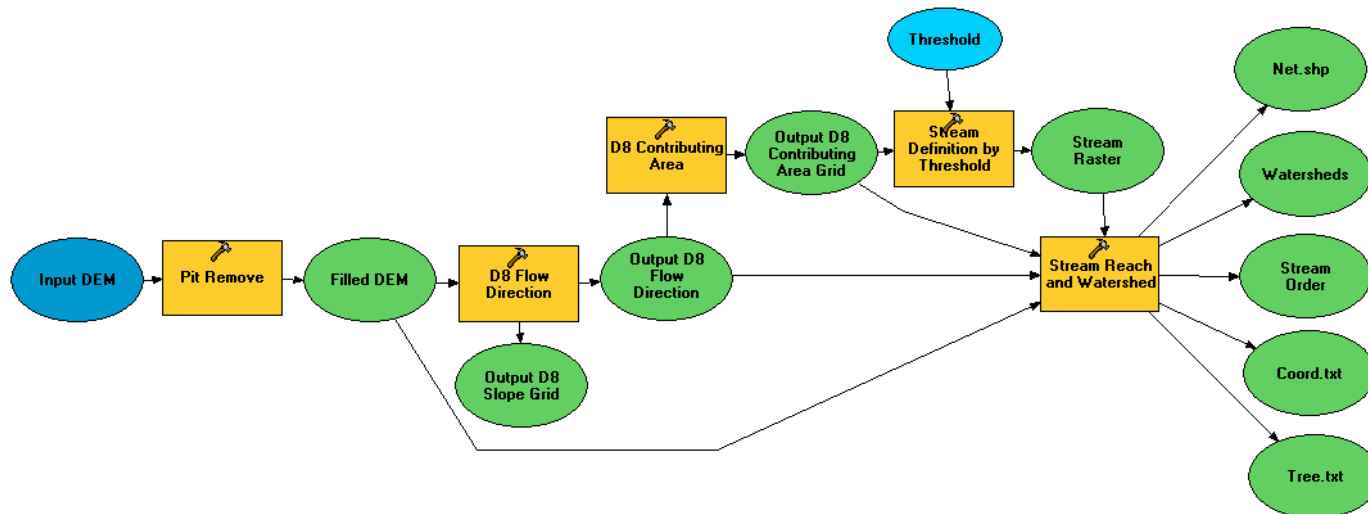 Threshold
Net.shp
D8 Contributing
Area
Output D8
Contributing
Area Grid
Stream
Definition by
Threshold
Stream
Raster
Watersheds
Input DEM
Pit Remove
Filled DEM
D8 Flow
Direction
Output D8
Flow
Direction
Stream Reach
and Watershed
Stream
Order
Output D8
Slope Grid
Coord.txt
Tree.txt